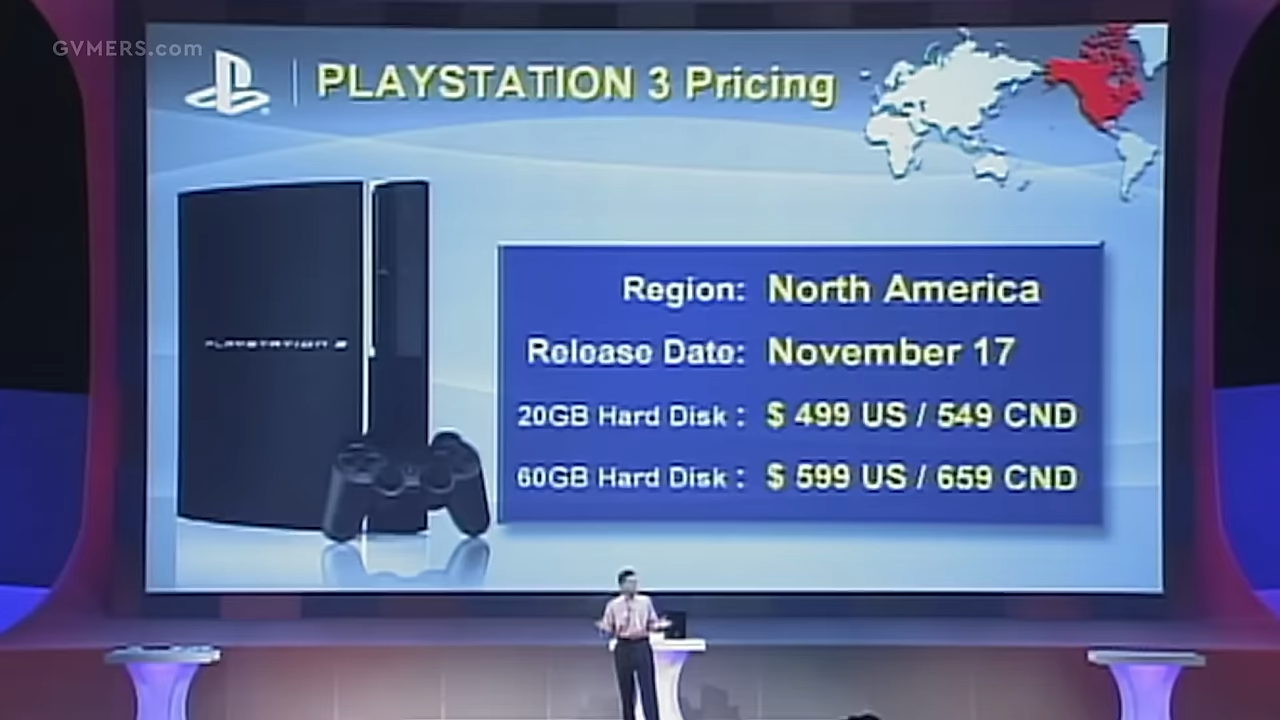 GVMERS.com
PLAYSTATION 3 Pricing
PLAYSTATION 3
Region: North America
Release Date: November 17
20GB Hard Disk : $ 499 US / 549 CND
60GB Hard Disk : $ 599 US / 659 CND